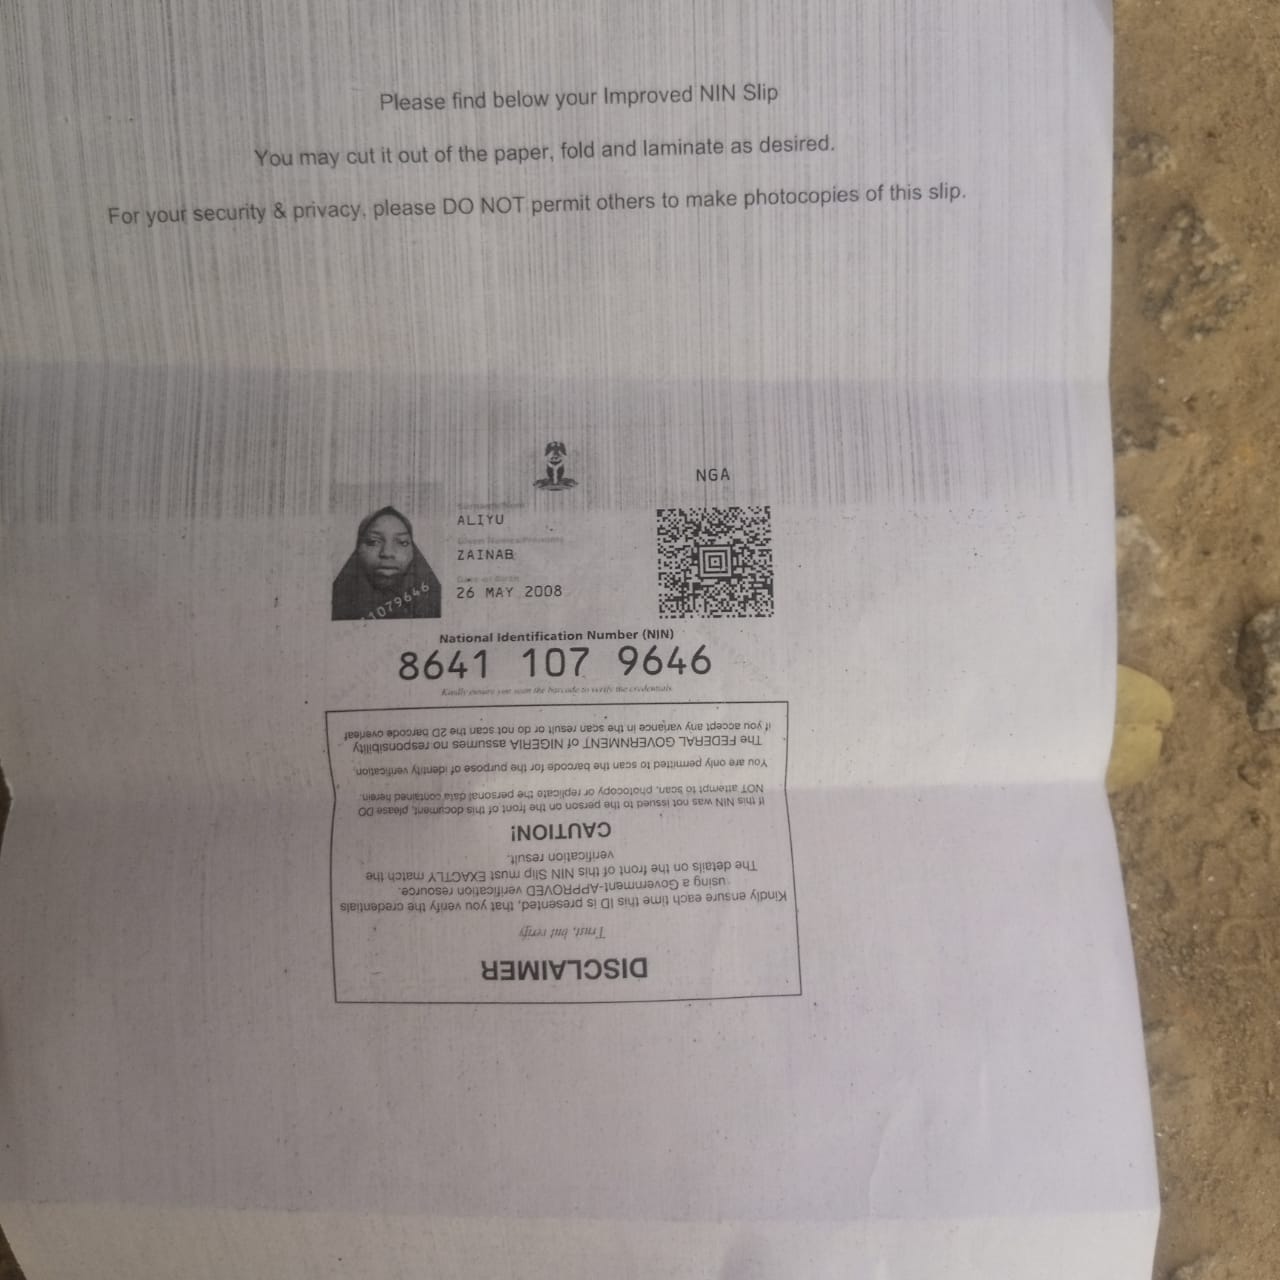 Please find below your Improved NIN Slip
You may cut it out of the paper, fold and laminate as desired.
For your security & privacy, please DO NOT permit others to make photocopies of this slip.
NGA
ALIYU
ZAINAB
26 MAY 2008
1079646
National Identification Number (NIN)
8641 107 9646
Kindly ensure you scan the barcode to verify the credentials
DISCLAIMER
Trust, but verify
Kindly ensure each time this ID is presented, that you verify the credentials
using a Government-APPROVED verification resource.
The details on the front of this NIN Slip must EXACTLY match the
verification result.
CAUTION!
If this NIN was not issued to the person on the front of this document, please DO
NOT attempt to scan, photocopy or replicate the personal data contained herein.
You are only permitted to scan the barcode for the purpose of identity verification.
The FEDERAL GOVERNMENT of NIGERIA assumes no responsibility
if you accept any variance in the scan result or do not scan the 2D barcode overleaf